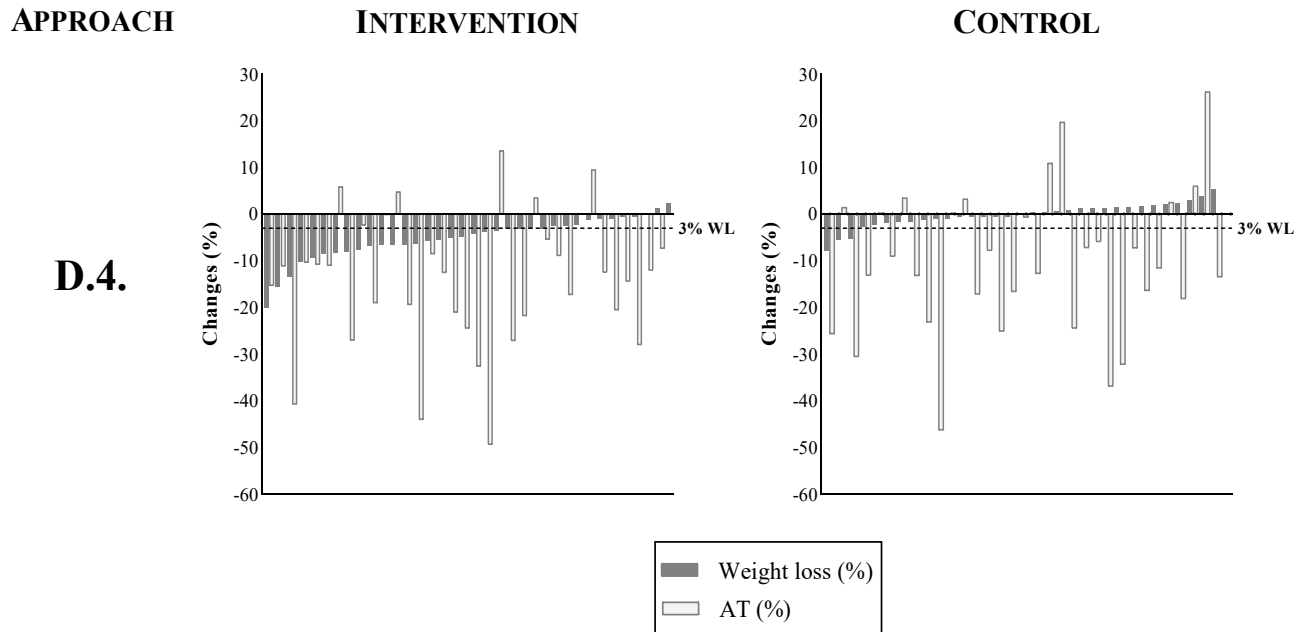 APPROACH INTERVENTION CONTROL
D.4.
Changes (%)
30
20
10
0
-10
-20
-30
-40
-50
-60
3% WL
Changes (%)
30
20
10
0
-10
-20
-30
-40
-50
-60
3% WL
Weight loss (%)
AT (%)